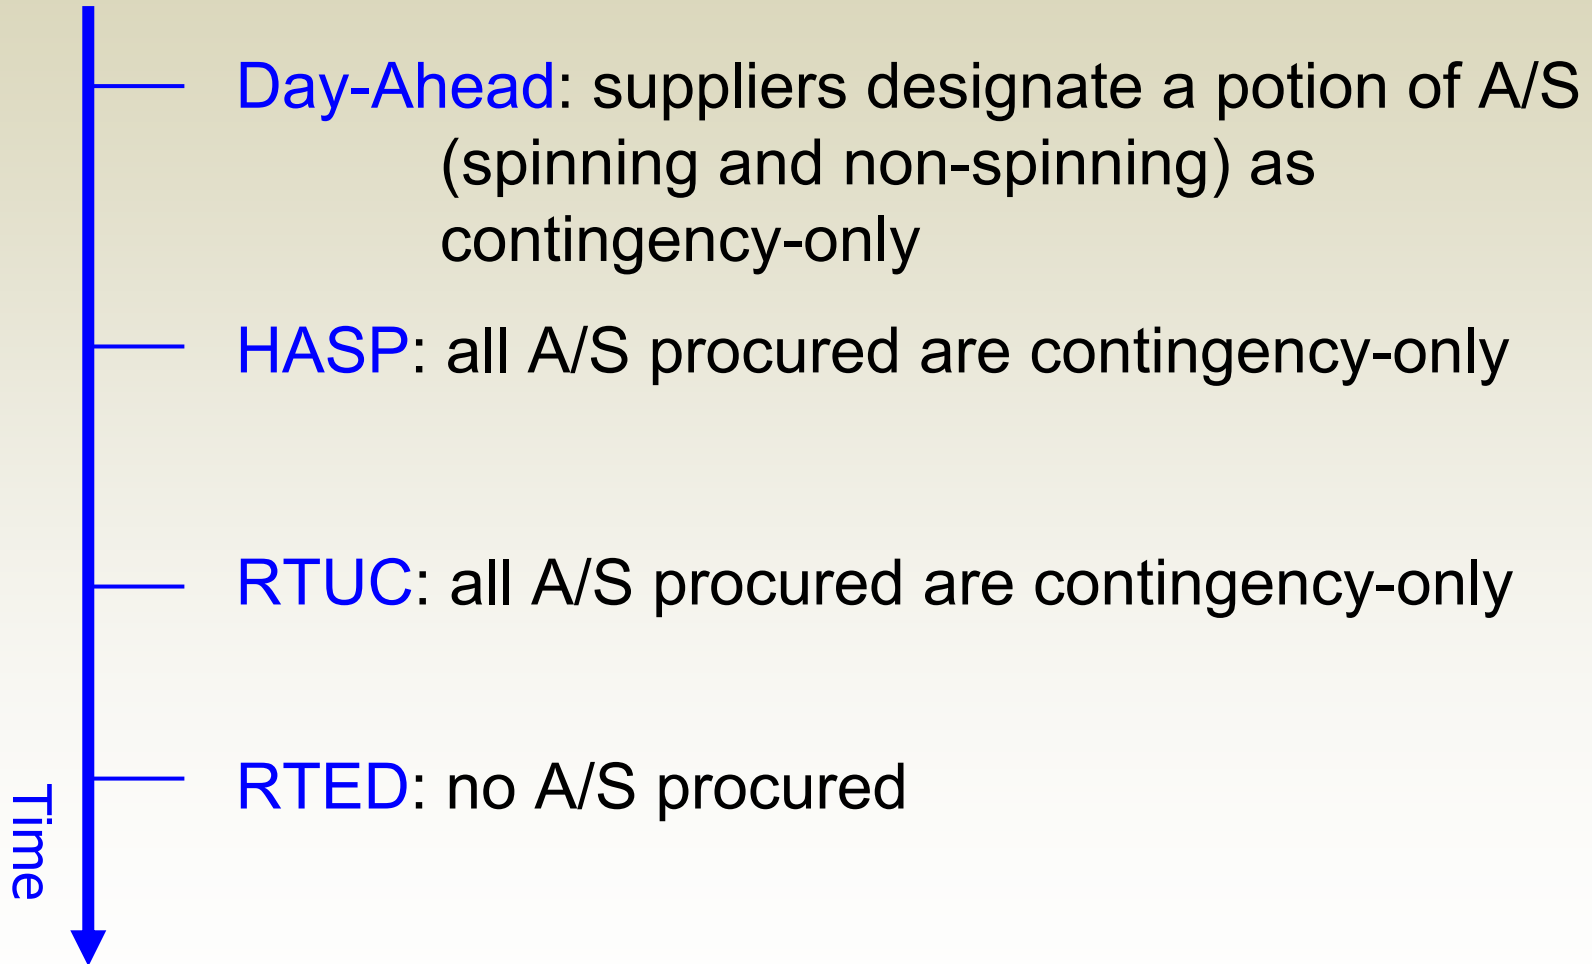 Day-Ahead: suppliers designate a potion of A/S
(spinning and non-spinning) as
contingency-only
HASP: all A/S procured are contingency-only
RTUC: all A/S procured are contingency-only
RTED: no A/S procured
Time